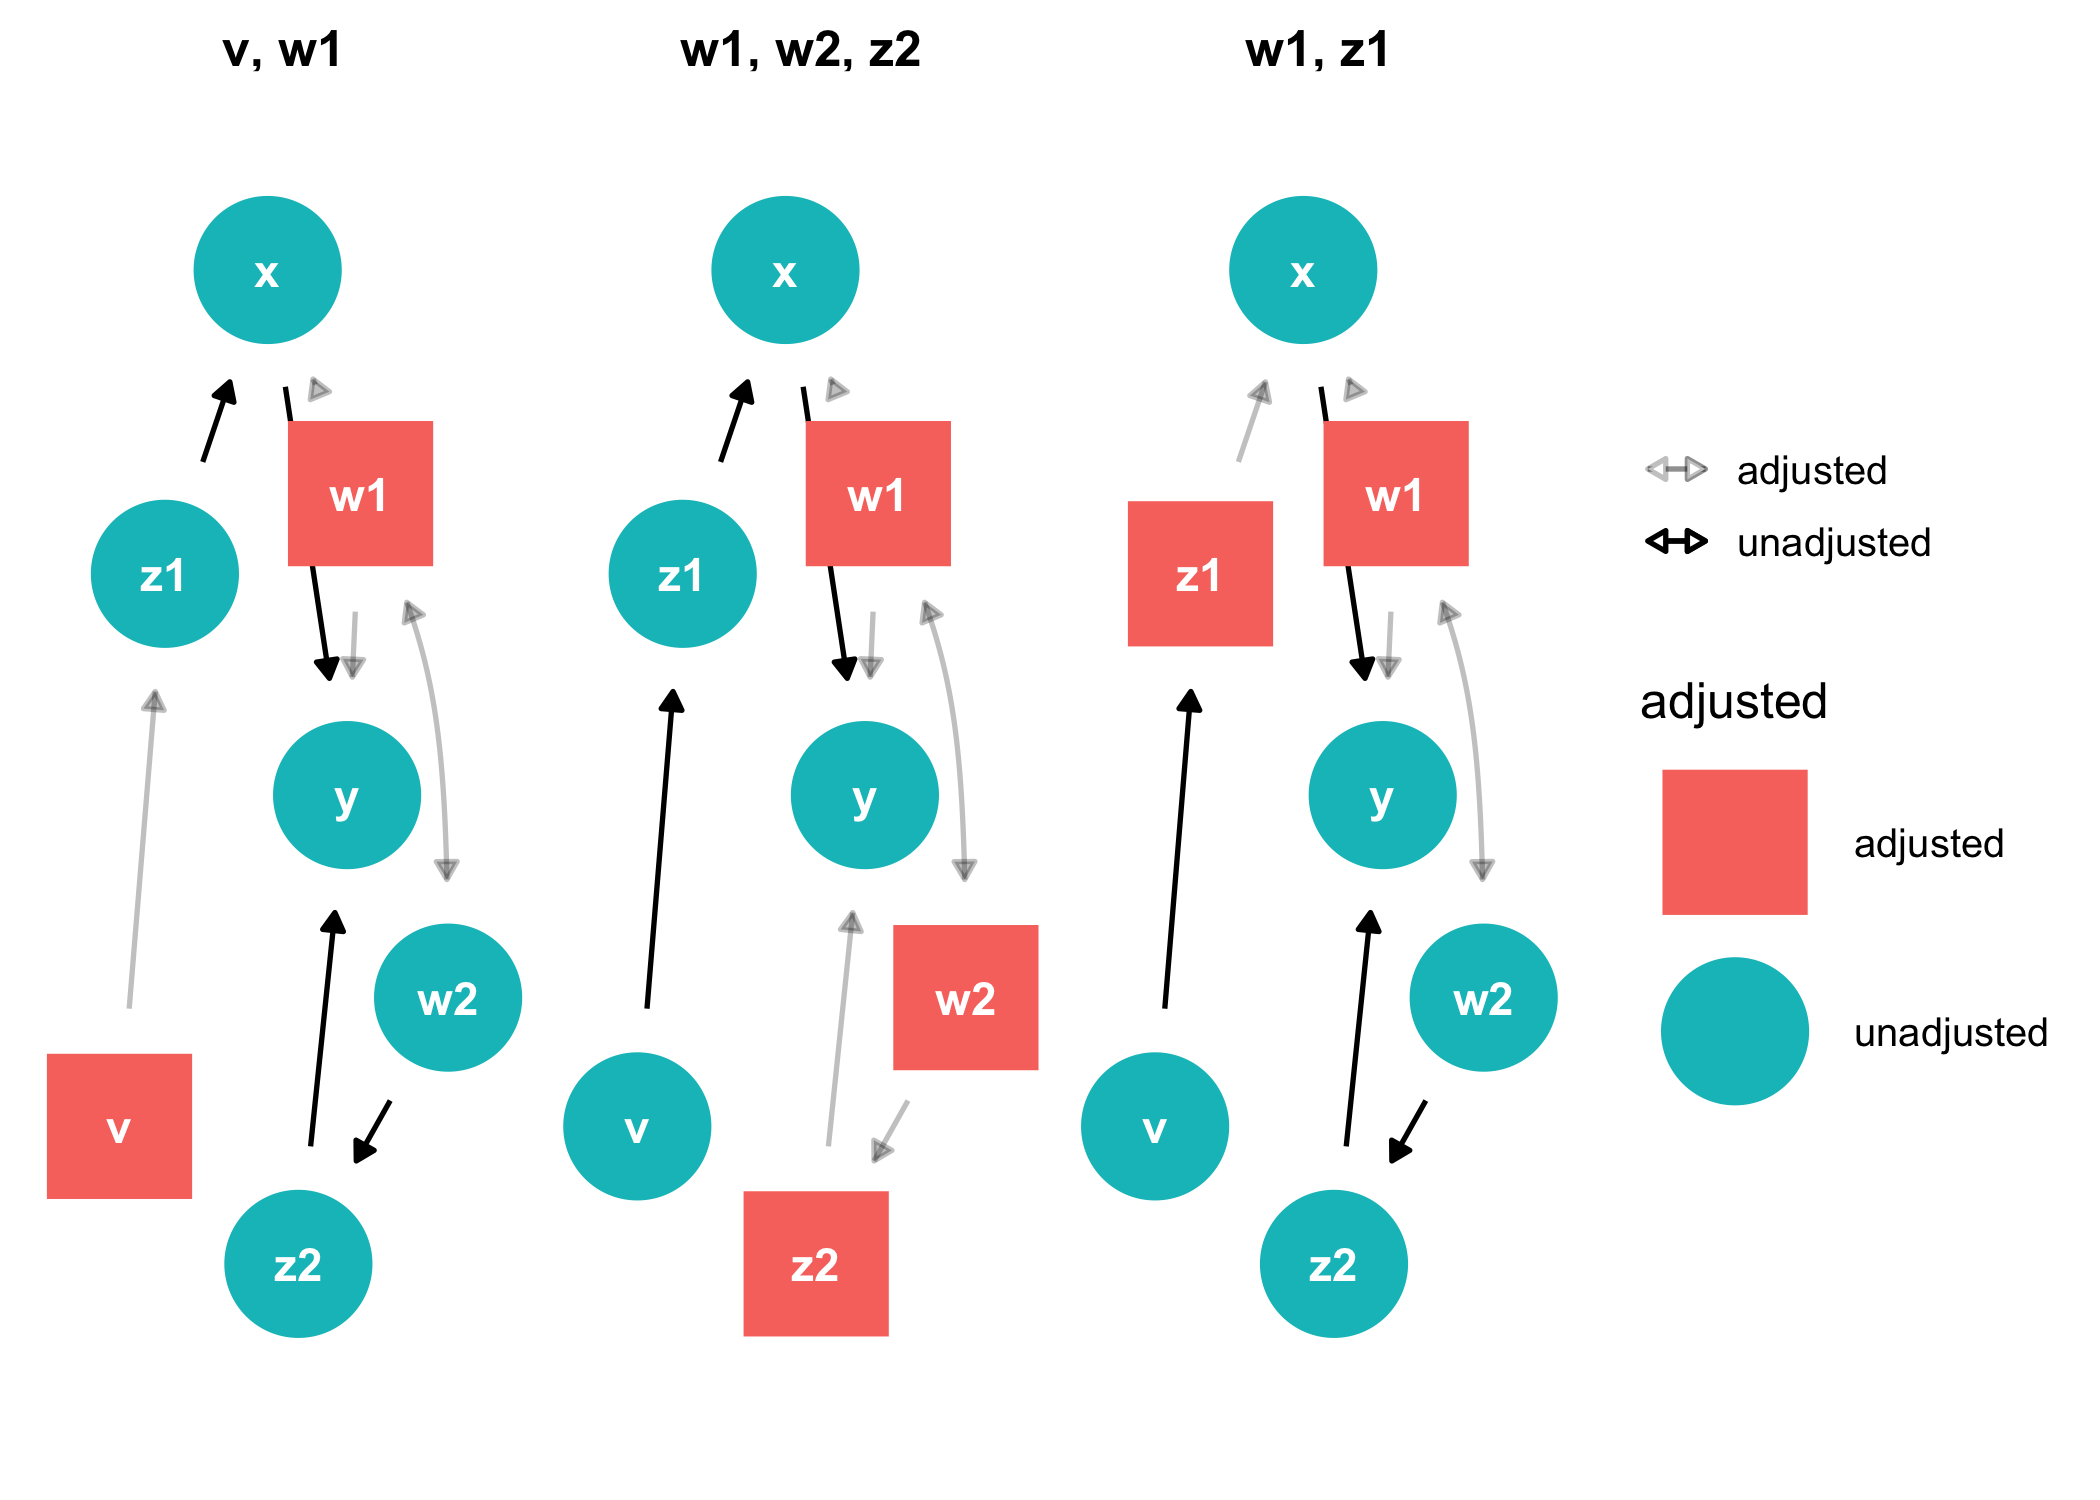 v, w1
x
w1
z1
y
w2
v
z2
w1, w2, z2
x
w1
z1
y
w2
v
z2
w1, z1
x
w1
z1
y
w2
v
z2
adjusted
unadjusted
adjusted
adjusted
unadjusted